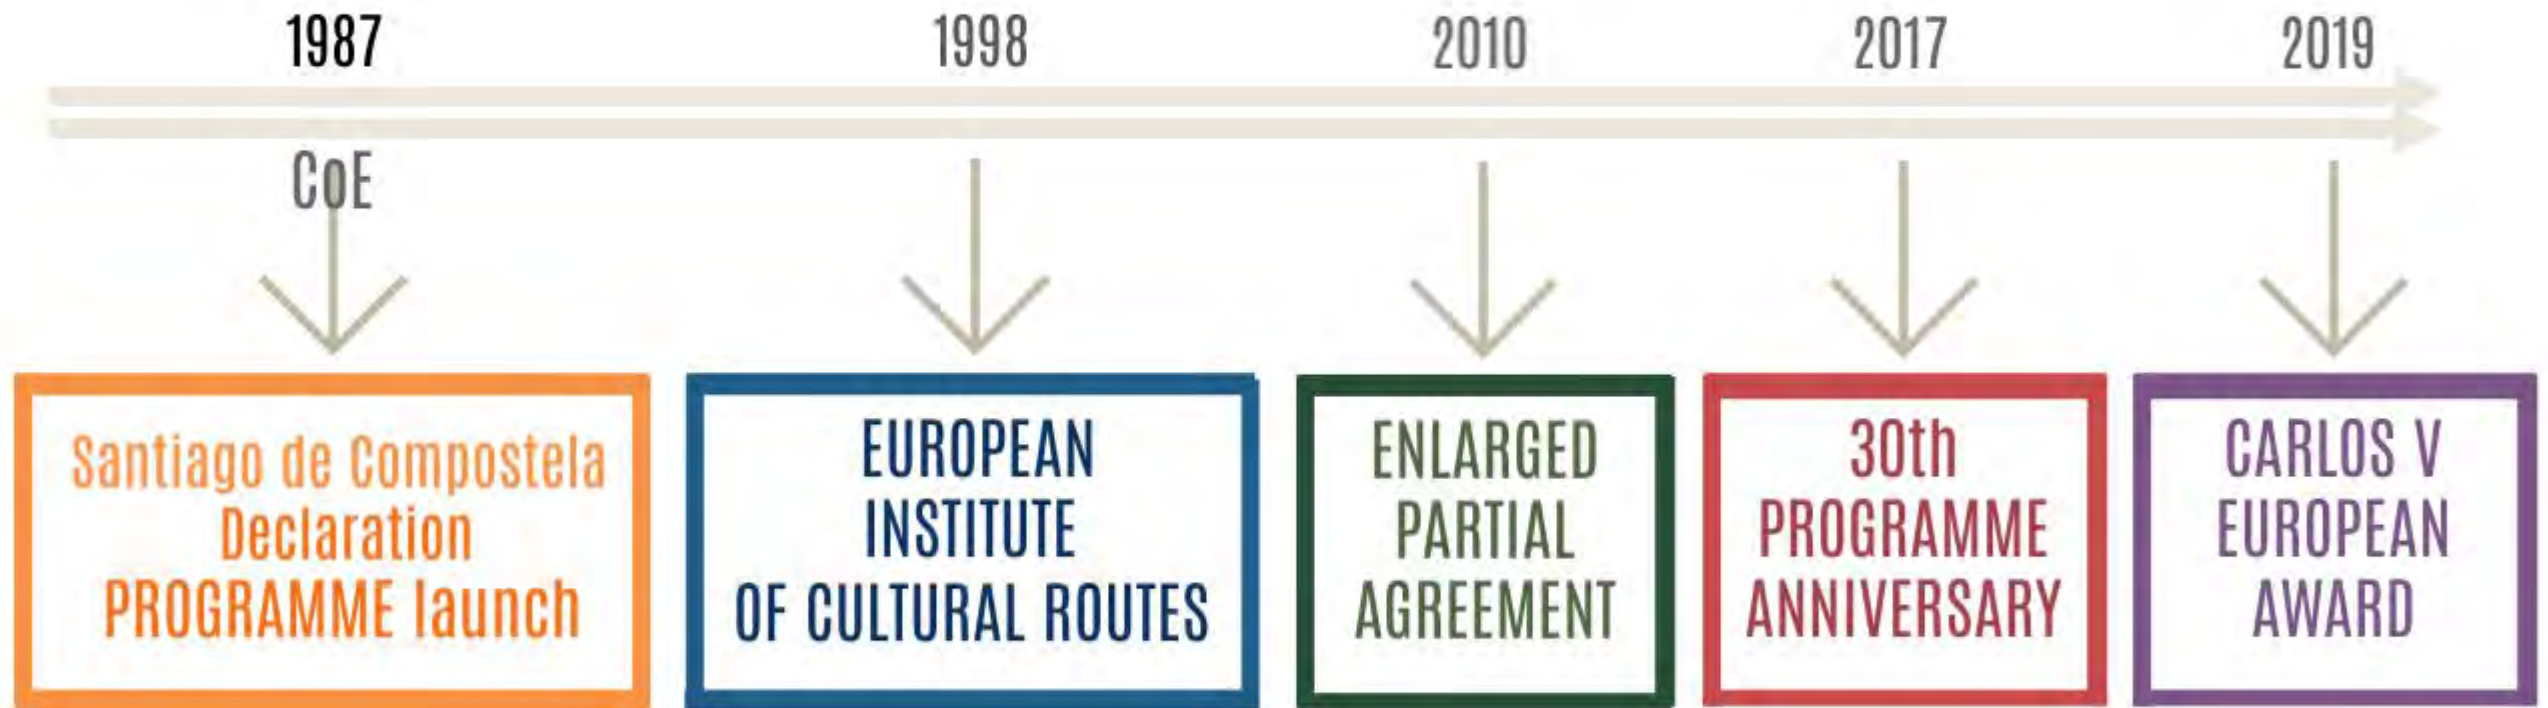 1987
1998
2010
2017
2019
CoE
Santiago de Compostela
Declaration
PROGRAMME launch
EUROPEAN
INSTITUTE
OF CULTURAL ROUTES
ENLARGED
PARTIAL
AGREEMENT
30th
PROGRAMME
ANNIVERSARY
CARLOS V
EUROPEAN
AWARD